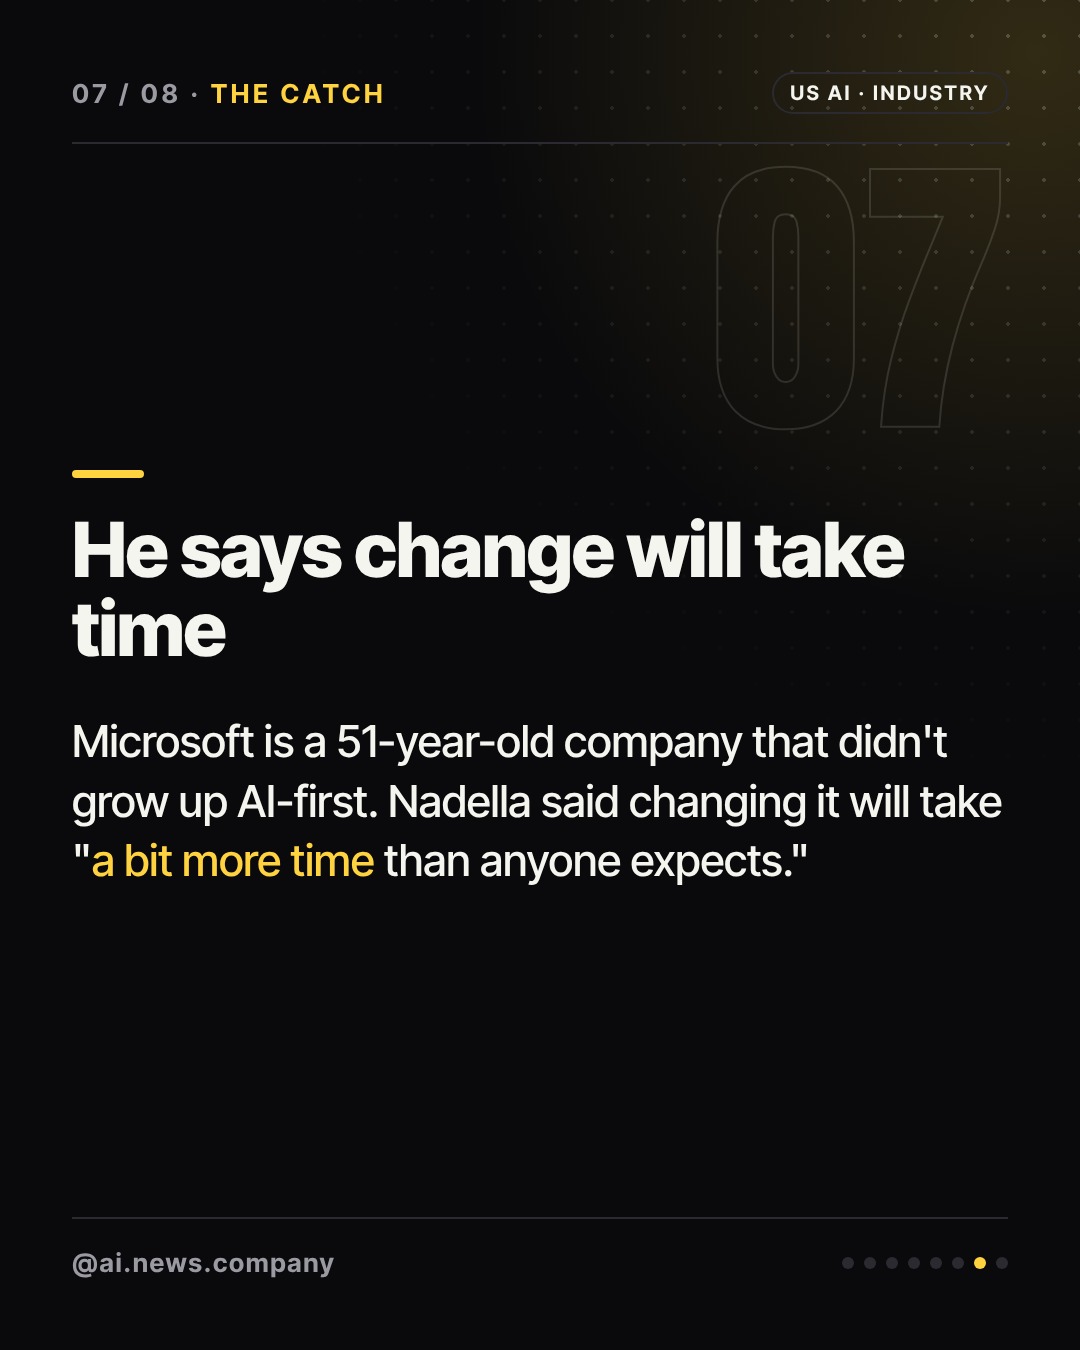 07 / 08 · THE CATCH
US AI · INDUSTRY
07
He says change will take
time
Microsoft is a 51-year-old company that didn't
grow up AI-first. Nadella said changing it will take
"a bit more time than anyone expects."
@ai.news.company